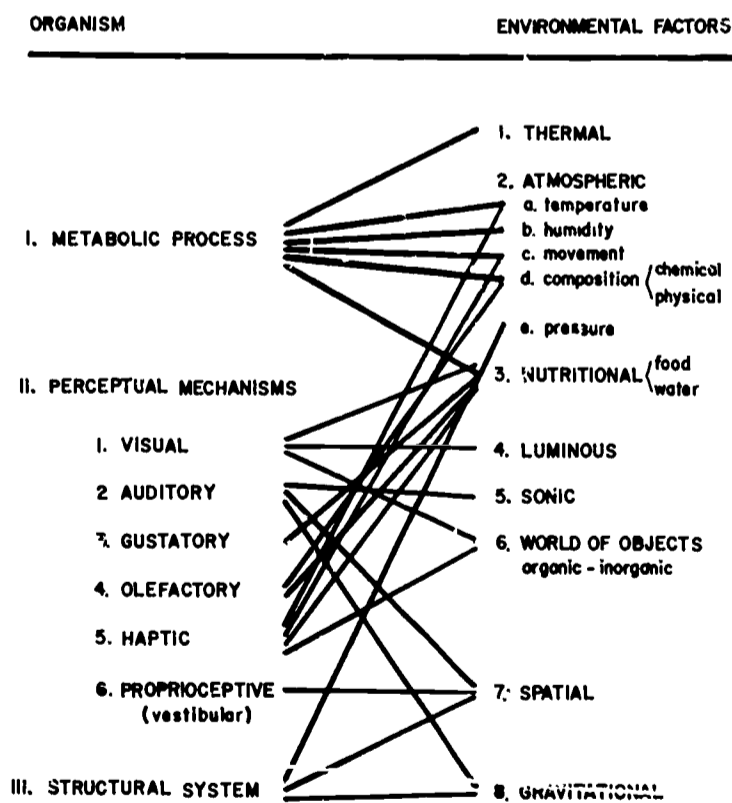 ORGANISM
ENVIRONMENTAL FACTORS
I. METABOLIC PROCESS
II. PERCEPTUAL MECHANISMS
1. VISUAL
2 AUDITORY
3. GUSTATORY
4. OLEFACTORY
5. HAPTIC
6. PROPRIOCEPTIVE
(vestibular)
III. STRUCTURAL SYSTEM
1. THERMAL
2. ATMOSPHERIC
a. temperature
b. humidity
c. movement
d. composition chemical
physical
e. pressure
3. NUTRITIONAL food
water
4. LUMINOUS
5. SONIC
6. WORLD OF OBJECTS
organic - inorganic
7. SPATIAL
8. GRAVITATIONAL